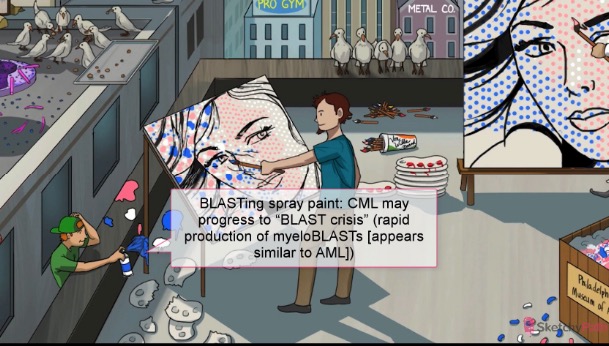 PRO GYM
METAL CO.
BLASTing spray paint: CML may
progress to “BLAST crisis” (rapid
production of myeloBLASTs [appears
similar to AML])
Philadelph
Museum of
Sketchy